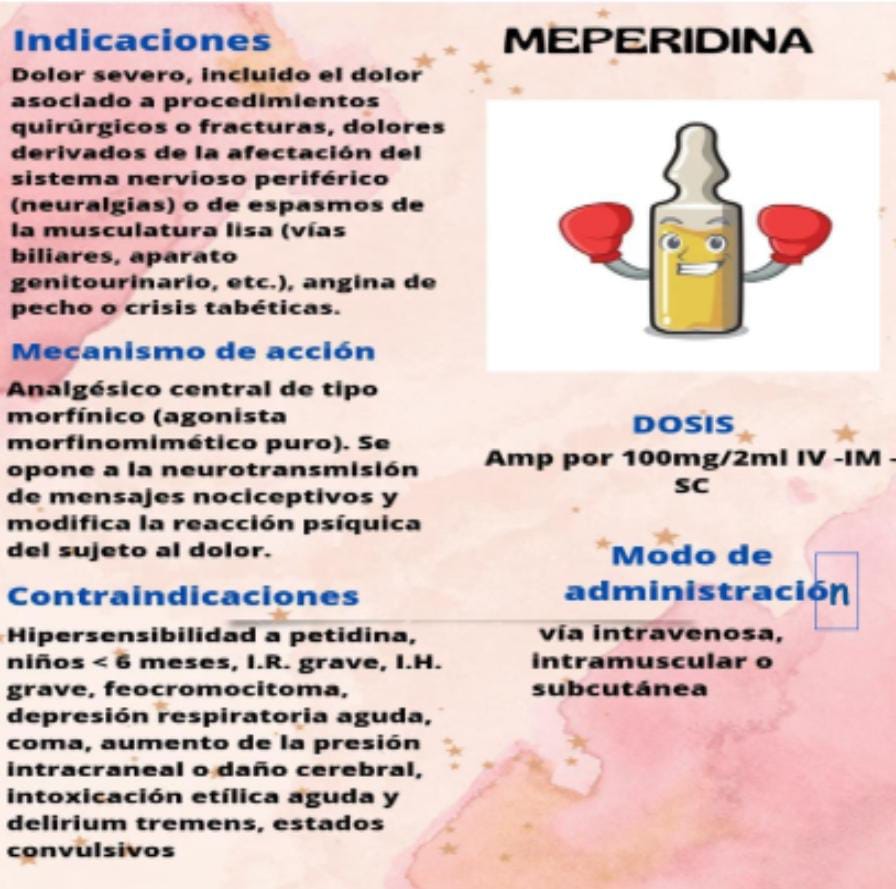 Indicaciones
Dolor severo, incluido el dolor
asociado a procedimientos
quirúrgicos o fracturas, dolores
derivados de la afectación del
sistema nervioso periférico
(neuralgias) o de espasmos de
la musculatura lisa (vías
biliares, aparato
genitourinario, etc.), angina de
pecho o crisis tabéticas.
Mecanismo de acción
Analgésico central de tipo
morfínico (agonista
morfinomimético puro). Se
opone a la neurotransmisión
de mensajes nociceptivos y
modifica la reacción psíquica
del sujeto al dolor.
Contraindicaciones
Hipersensibilidad a petidina,
niños < 6 meses, I.R. grave, I.H.
grave, feocromocitoma,
depresión respiratoria aguda,
coma, aumento de la presión
intracraneal o daño cerebral,
intoxicación etílica aguda y
delirium tremens, estados
convulsivos
MEPERIDINA
DOSIS
Amp por 100mg/2ml IV -IM -
SC
Modo de
administración
vía intravenosa,
intramuscular o
subcutánea